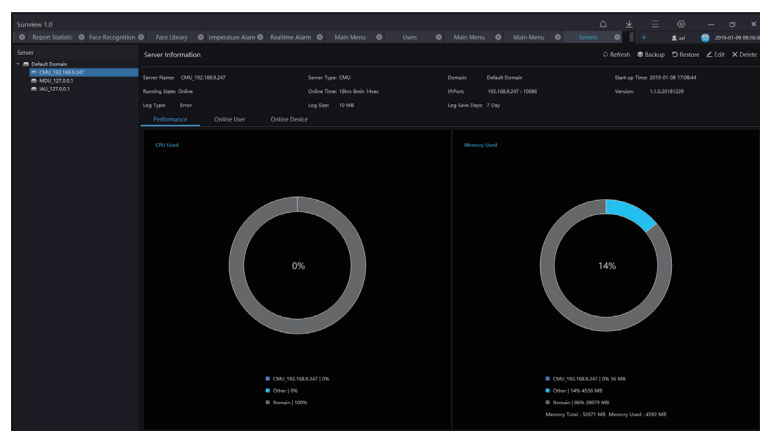 Sunview 1.0
Report Statistic Face Recognition Face Library Temperature Alarm Realtime Alarm Main Menu Users Main Menu Main Menu Servers + 2019-01-09 09:16:36
Server
Default Domain
CMU_192.168.9.247
MDU_127.0.0.1
IAU_127.0.0.1
Server Information
Refresh Backup Restore Edit Delete
Server Name: CMU_192.168.9.247 Server Type: CMU Domain: Default Domain Start-up Time: 2019-01-08 17:08:44
Running State: Online Online Time: 16hrs 8min 14sec IP/Port: 192.168.9.247 : 10086 Version: 1.1.0.20181229
Log Type: Error Log Size: 10 MB Log Save Days: 7 Day
Performance Online User Online Device
CPU Used Memory Used
0% 14%
CMU_192.168.9.247 | 0% CMU_192.168.9.247 | 0% 56 MB
Other | 0% Other | 14% 4536 MB
Remain | 100% Remain | 86% 28079 MB
Memory Total : 32671 MB Memory Used : 4592 MB